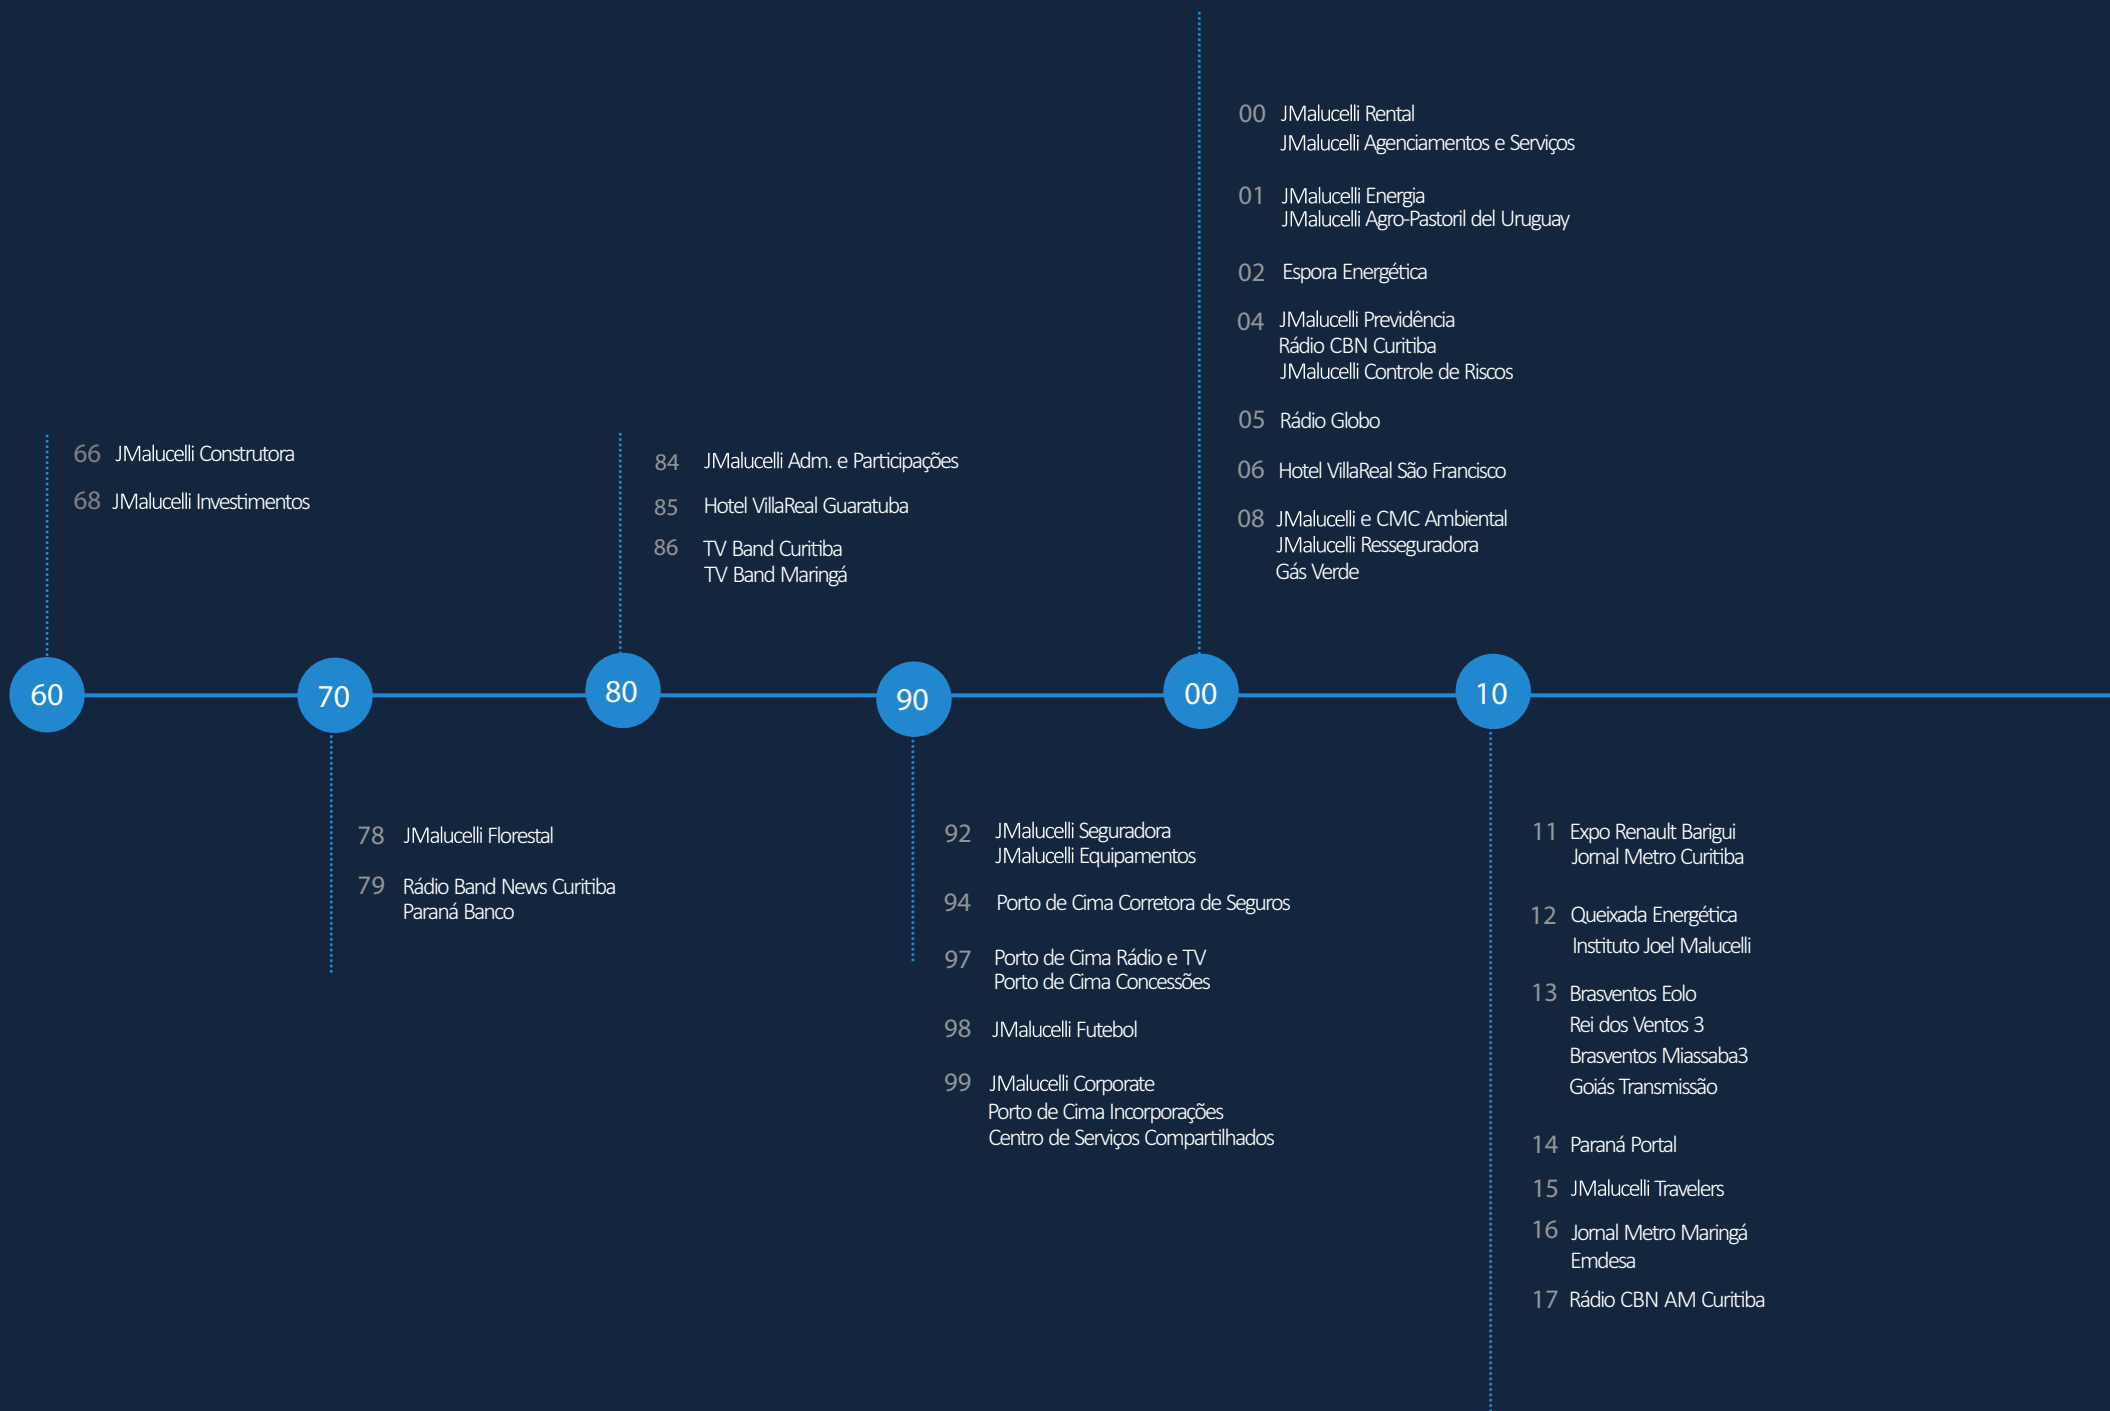 00 JMalucelli Rental
JMalucelli Agenciamentos e Serviços
01 JMalucelli Energia
JMalucelli Agro-Pastoril del Uruguay
02 Espora Energética
04 JMalucelli Previdência
Rádio CBN Curitiba
JMalucelli Controle de Riscos
05 Rádio Globo
06 Hotel VillaReal São Francisco
08 JMalucelli e CMC Ambiental
JMalucelli Resseguradora
Gás Verde
66 JMalucelli Construtora
68 JMalucelli Investimentos
84 JMalucelli Adm. e Participações
85 Hotel VillaReal Guaratuba
86 TV Band Curitiba
TV Band Maringá
60 70 80 90 00 10
78 JMalucelli Florestal
79 Rádio Band News Curitiba
Paraná Banco
92 JMalucelli Seguradora
JMalucelli Equipamentos
94 Porto de Cima Corretora de Seguros
97 Porto de Cima Rádio e TV
Porto de Cima Concessões
98 JMalucelli Futebol
99 JMalucelli Corporate
Porto de Cima Incorporações
Centro de Serviços Compartilhados
11 Expo Renault Barigui
Jornal Metro Curitiba
12 Queixada Energética
Instituto Joel Malucelli
13 Brasventos Eolo
Rei dos Ventos 3
Brasventos Miassaba3
Goiás Transmissão
14 Paraná Portal
15 JMalucelli Travelers
16 Jornal Metro Maringá
Emdesa
17 Rádio CBN AM Curitiba